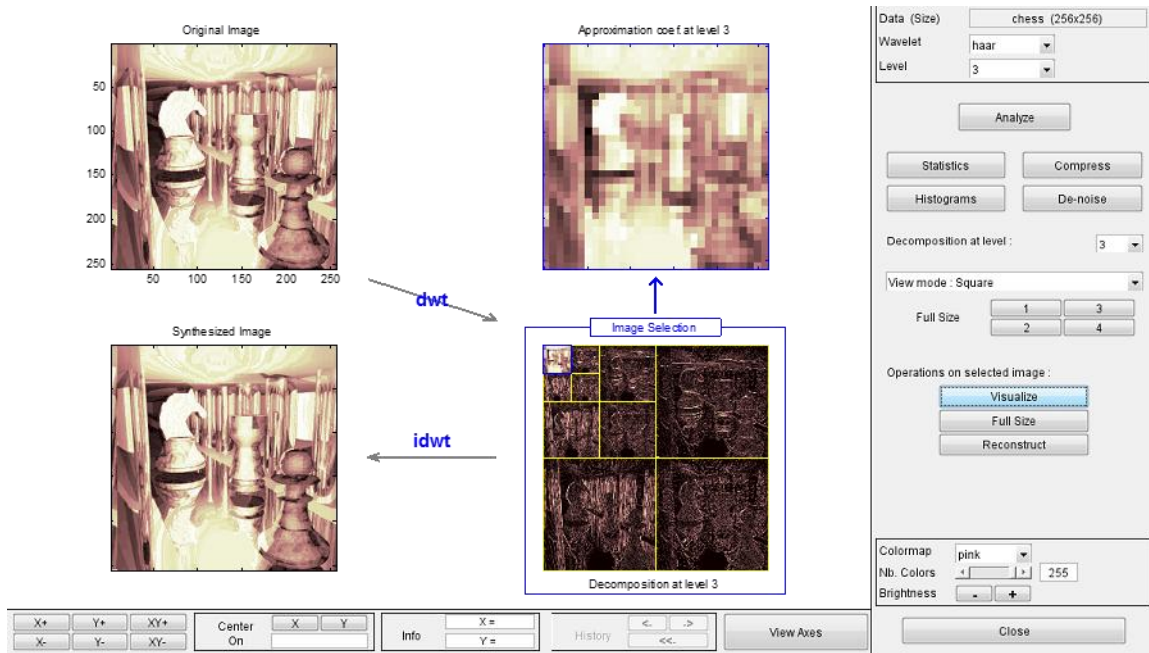 Original Image
50
100
150
200
250
50 100 150 200 250
Approximation coef. at level 3
dwt
Synthesized Image
idwt
Image Selection
Decomposition at level 3
Data (Size) chess (256x256)
Wavelet haar
Level 3
Analyze
Statistics Compress
Histograms De-noise
Decomposition at level : 3
View mode : Square
Full Size 1 3
2 4
Operations on selected image :
Visualize
Full Size
Reconstruct
Colormap pink
Nb. Colors 255
Brightness - +
X+ Y+ XY+
X- Y- XY-
Center On X Y
Info X =
Y =
History <. .>
<<.
View Axes
Close